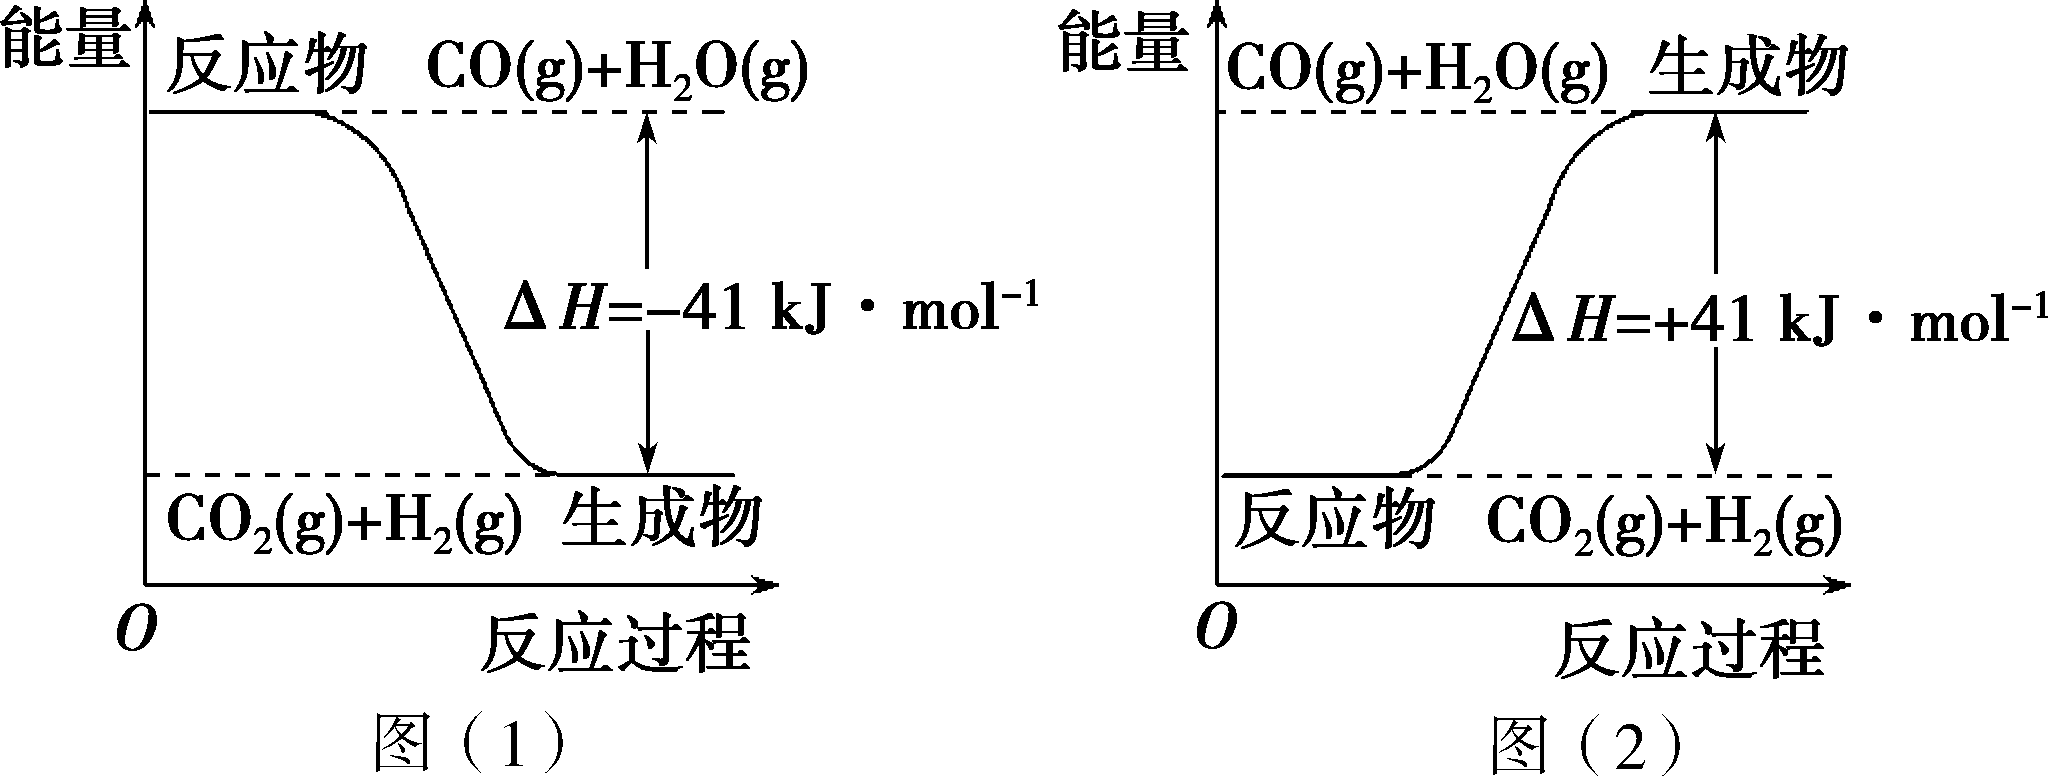 能量
反应物 CO(g)+H₂O(g)
ΔH=−41 kJ·mol⁻¹
CO₂(g)+H₂(g) 生成物
O
反应过程
图（1）
能量
CO(g)+H₂O(g) 生成物
ΔH=+41 kJ·mol⁻¹
反应物 CO₂(g)+H₂(g)
O
反应过程
图（2）